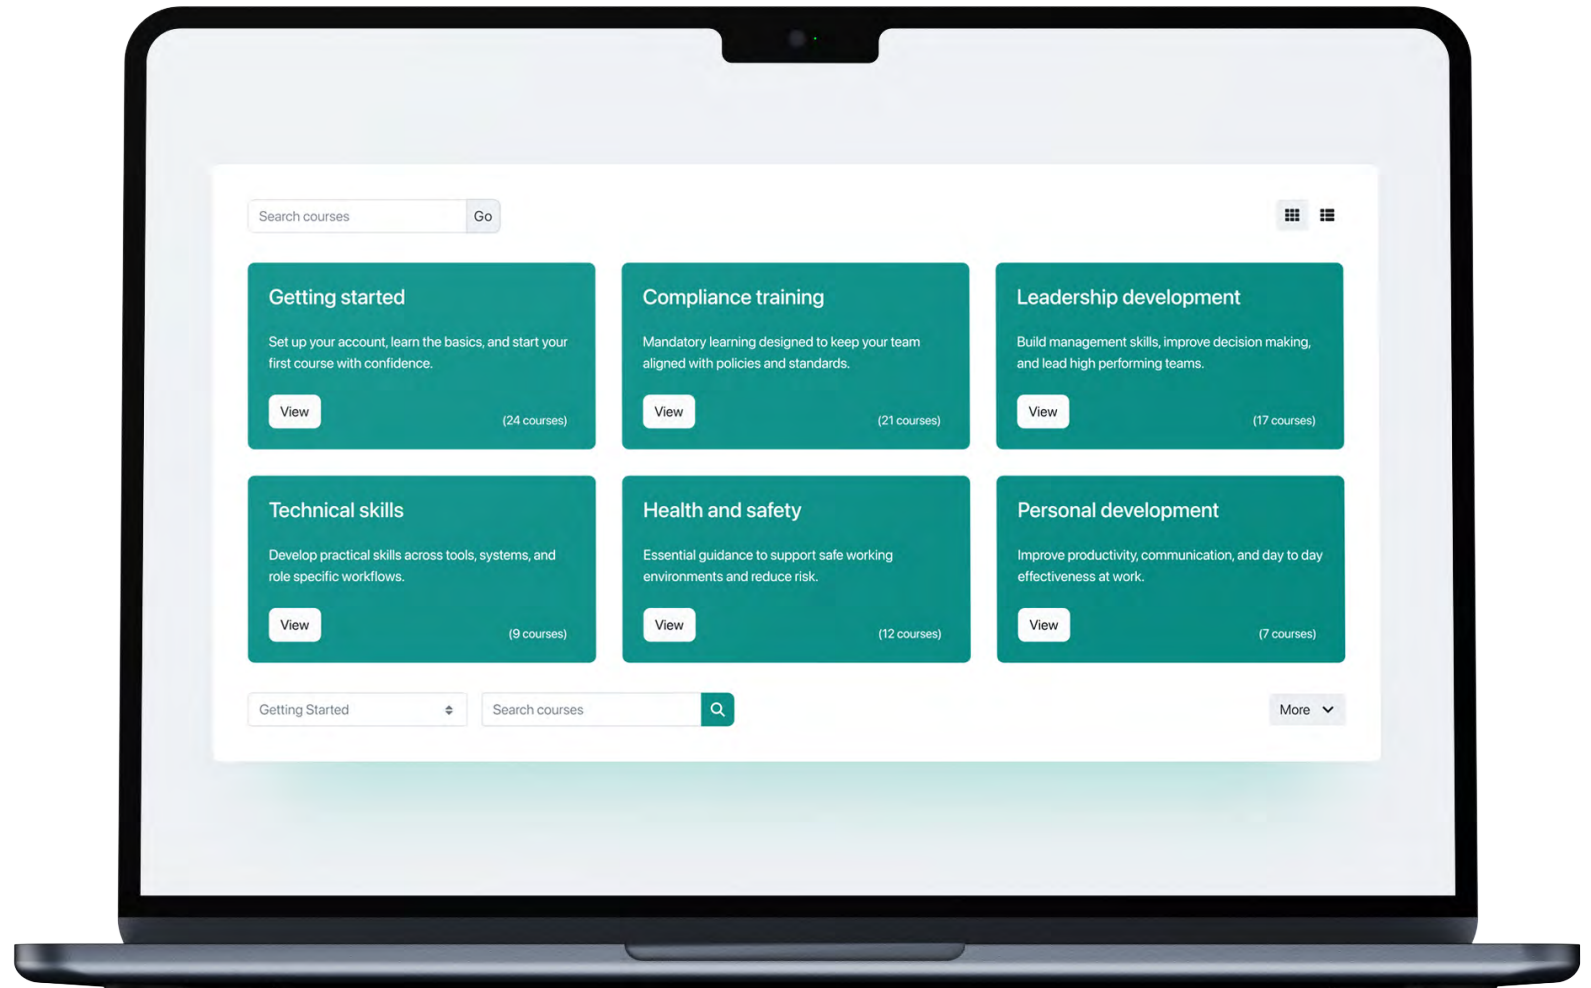 Search courses
Go
Getting started
Set up your account, learn the basics, and start your
first course with confidence.
View
(24 courses)
Compliance training
Mandatory learning designed to keep your team
aligned with policies and standards.
View
(21 courses)
Leadership development
Build management skills, improve decision making,
and lead high performing teams.
View
(17 courses)
Technical skills
Develop practical skills across tools, systems, and
role specific workflows.
View
(9 courses)
Health and safety
Essential guidance to support safe working
environments and reduce risk.
View
(12 courses)
Personal development
Improve productivity, communication, and day to day
effectiveness at work.
View
(7 courses)
Getting Started
Search courses
More